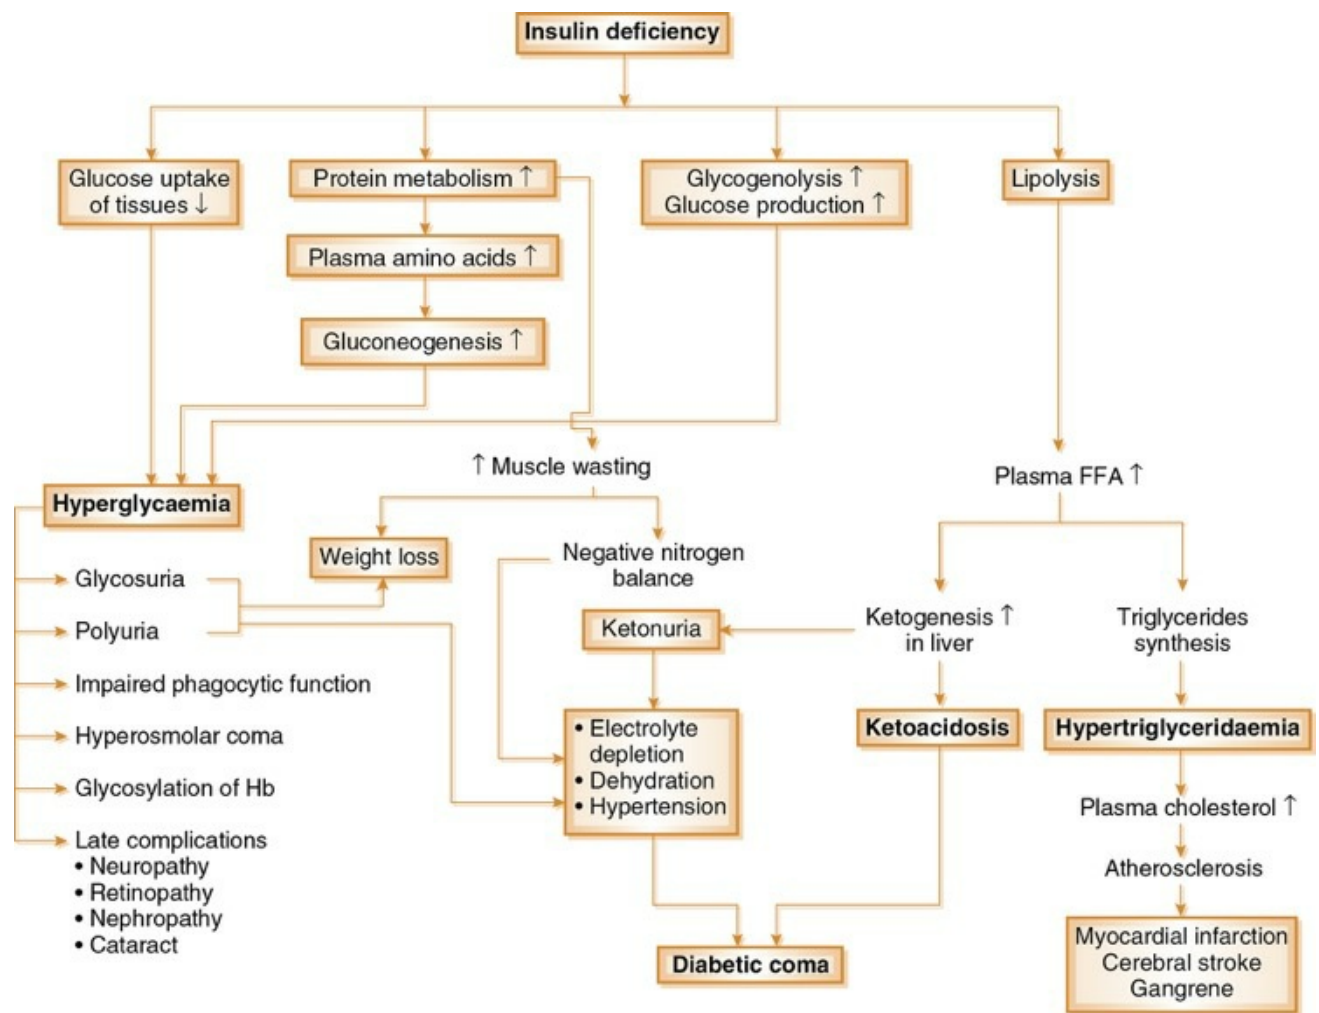 Insulin deficiency
Glucose uptake
of tissues ↓
Protein metabolism ↑
Glycogenolysis ↑
Glucose production ↑
Lipolysis
Plasma amino acids ↑
Gluconeogenesis ↑
↑ Muscle wasting
Plasma FFA ↑
Hyperglycaemia
Weight loss
Negative nitrogen
balance
Glycosuria
Polyuria
Impaired phagocytic function
Hyperosmolar coma
Glycosylation of Hb
Late complications
• Neuropathy
• Retinopathy
• Nephropathy
• Cataract
Ketonuria
Ketogenesis ↑
in liver
Triglycerides
synthesis
• Electrolyte
depletion
• Dehydration
• Hypertension
Ketoacidosis
Hypertriglyceridaemia
Plasma cholesterol ↑
Atherosclerosis
Myocardial infarction
Cerebral stroke
Gangrene
Diabetic coma